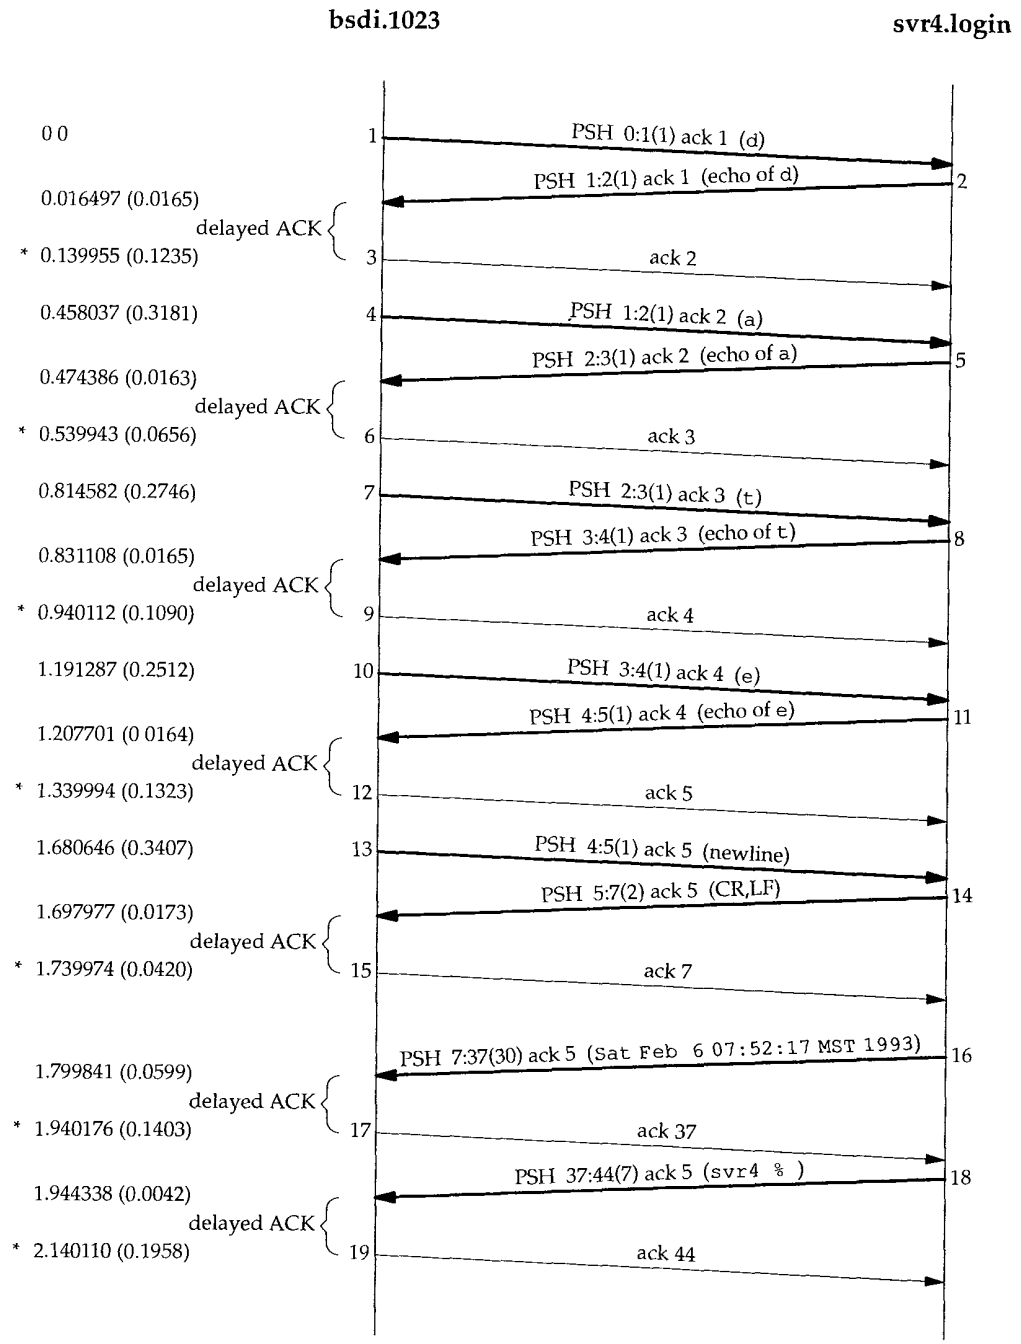 bsdi.1023 svr4.login
0 0 1 PSH 0:1(1) ack 1 (d)
PSH 1:2(1) ack 1 (echo of d) 2
0.016497 (0.0165)
delayed ACK
* 0.139955 (0.1235) 3 ack 2
0.458037 (0.3181) 4 PSH 1:2(1) ack 2 (a)
PSH 2:3(1) ack 2 (echo of a) 5
0.474386 (0.0163)
delayed ACK
* 0.539943 (0.0656) 6 ack 3
0.814582 (0.2746) 7 PSH 2:3(1) ack 3 (t)
PSH 3:4(1) ack 3 (echo of t) 8
0.831108 (0.0165)
delayed ACK
* 0.940112 (0.1090) 9 ack 4
1.191287 (0.2512) 10 PSH 3:4(1) ack 4 (e)
PSH 4:5(1) ack 4 (echo of e) 11
1.207701 (0 0164)
delayed ACK
* 1.339994 (0.1323) 12 ack 5
1.680646 (0.3407) 13 PSH 4:5(1) ack 5 (newline)
PSH 5:7(2) ack 5 (CR,LF) 14
1.697977 (0.0173)
delayed ACK
* 1.739974 (0.0420) 15 ack 7
PSH 7:37(30) ack 5 (Sat Feb 6 07:52:17 MST 1993) 16
1.799841 (0.0599)
delayed ACK
* 1.940176 (0.1403) 17 ack 37
PSH 37:44(7) ack 5 (svr4 % ) 18
1.944338 (0.0042)
delayed ACK
* 2.140110 (0.1958) 19 ack 44